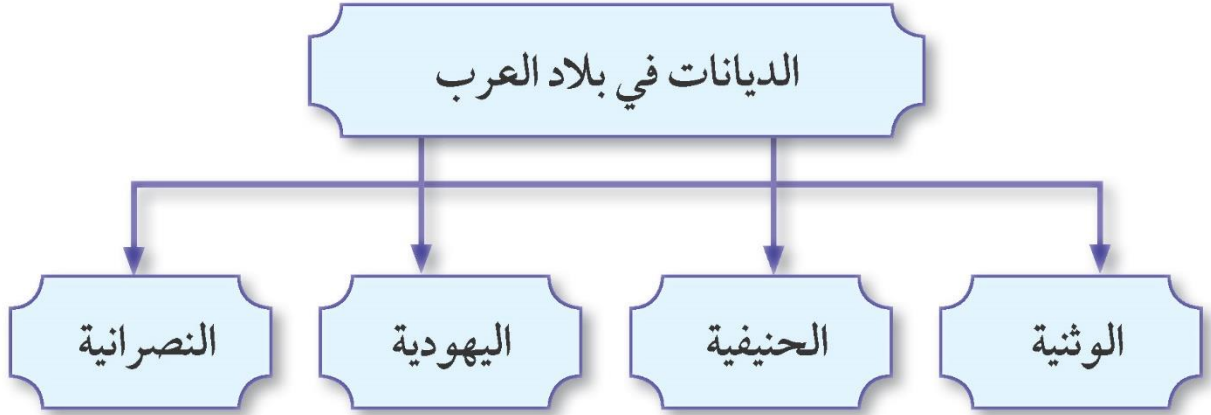 الديانات في بلاد العرب
الوثنية
الحنيفية
اليهودية
النصرانية